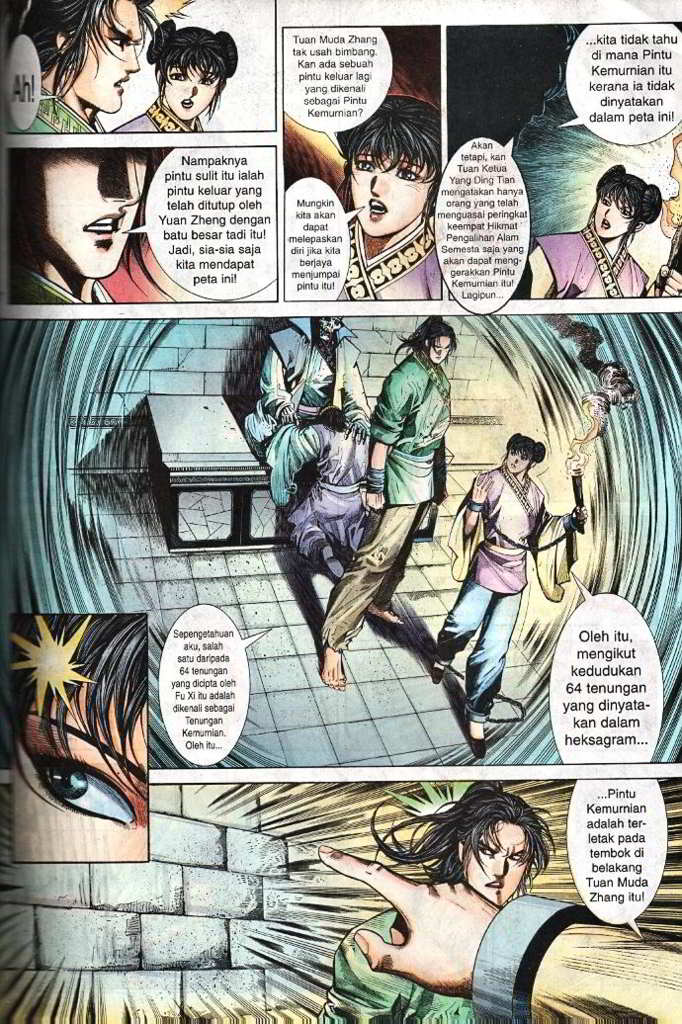 Ah!
Nampaknya
pintu sulit itu ialah
pintu keluar yang
telah ditutup oleh
Yuan Zheng dengan
batu besar tadi itu!
Jadi, sia-sia saja
kita mendapat
pintu ini!
Tuan Muda Zhang
tak usah bimbang.
Kan ada sebuah
pintu keluar lagi
yang dikenali
sebagai Pintu
Kemurnian?
Mungkin
kita akan
dapat
melepaskan
diri jika kita
berjaya
menjumpai
pintu itu!
...kita tidak tahu
di mana Pintu
Kemurnian itu
kerana ia tidak
dinyatakan
dalam peta ini!
Akan
tetapi, kan
Tuan Ketua
Yang Ding Tian
mengatakan hanya
orang yang telah
menguasai peringkat
keempat Hikmat
Pengalihan Alam
Semesta saja yang
akan dapat meng-
gerakkan Pintu
Kemurnian itu!
Lagipun...
Sepengetahuan
aku, salah
satu daripada
64 tenungan
yang dicipta oleh
Fu Xi itu adalah
dikenali sebagai
Tenungan
Kemurnian.
Oleh itu...
Oleh itu,
mengikut
kedudukan
64 tenungan
yang dinyata-
kan dalam
heksagram...
...Pintu
Kemurnian
adalah ter-
letak pada
tembok di
belakang
Tuan Muda
Zhang itu!